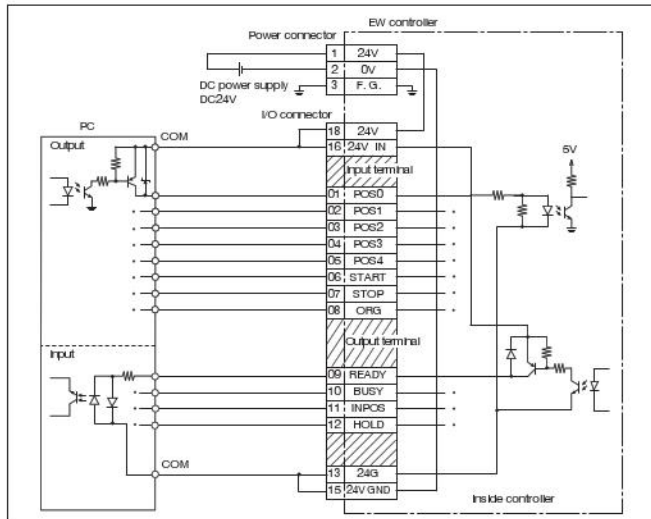 EW controller
Power connector
1 24V
2 0V
3 F. G.
DC power supply
DC24V
I/O connector
PC
COM
18 24V
Output
16 24V IN
5V
Input terminal
01 POS0
02 POS1
03 POS2
04 POS3
05 POS4
06 START
07 STOP
08 ORG
Output terminal
Input
09 READY
10 BUSY
11 INPOS
12 HOLD
COM
13 24G
15 24V GND
Inside controller